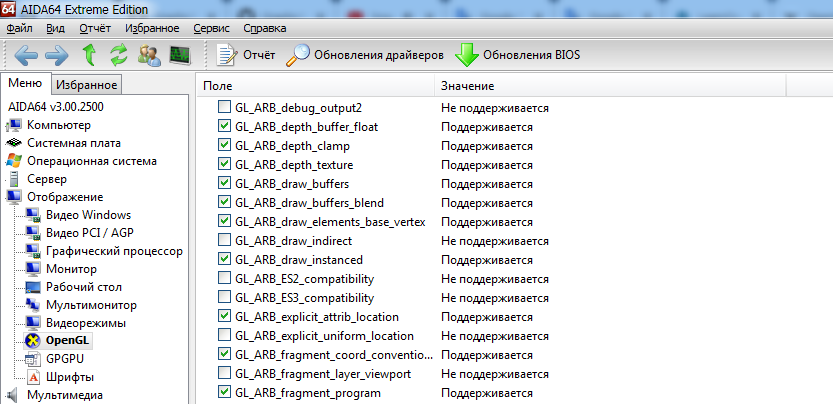 64 AIDA64 Extreme Edition
Файл Вид Отчёт Избранное Сервис Справка
Отчёт Обновления драйверов Обновления BIOS
Меню Избранное
AIDA64 v3.00.2500
Компьютер
Системная плата
Операционная система
Сервер
Отображение
Видео Windows
Видео PCI / AGP
Графический процессор
Монитор
Рабочий стол
Мультимонитор
Видеорежимы
OpenGL
GPGPU
Шрифты
Мультимедиа
Поле Значение
GL_ARB_debug_output2 Не поддерживается
GL_ARB_depth_buffer_float Поддерживается
GL_ARB_depth_clamp Поддерживается
GL_ARB_depth_texture Поддерживается
GL_ARB_draw_buffers Поддерживается
GL_ARB_draw_buffers_blend Поддерживается
GL_ARB_draw_elements_base_vertex Поддерживается
GL_ARB_draw_indirect Не поддерживается
GL_ARB_draw_instanced Поддерживается
GL_ARB_ES2_compatibility Не поддерживается
GL_ARB_ES3_compatibility Не поддерживается
GL_ARB_explicit_attrib_location Поддерживается
GL_ARB_explicit_uniform_location Не поддерживается
GL_ARB_fragment_coord_conventio... Поддерживается
GL_ARB_fragment_layer_viewport Не поддерживается
GL_ARB_fragment_program Поддерживается